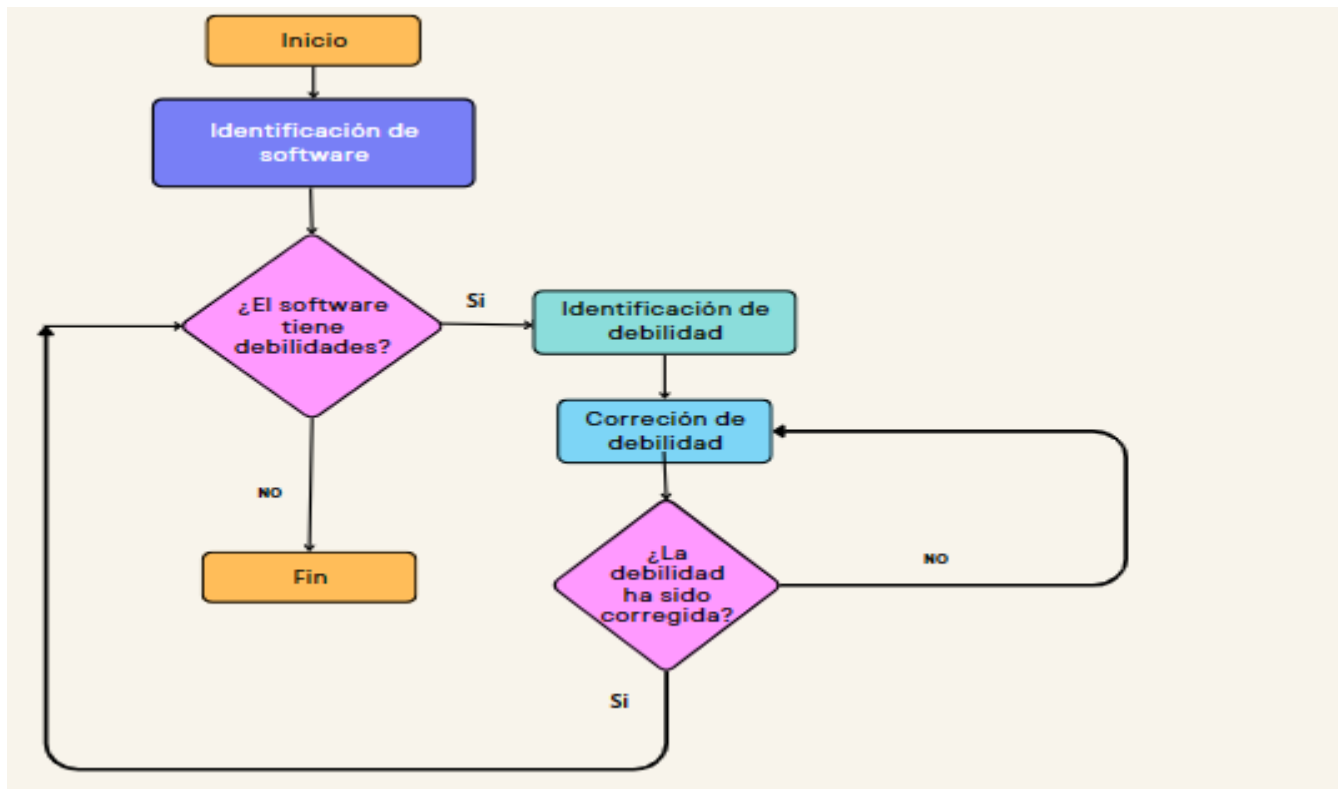 Inicio
Identificación de
software
¿El software
tiene
debilidades?
Si
Identificación de
debilidad
Correción de
debilidad
NO
Fin
¿La
debilidad
ha sido
corregida?
NO
Si